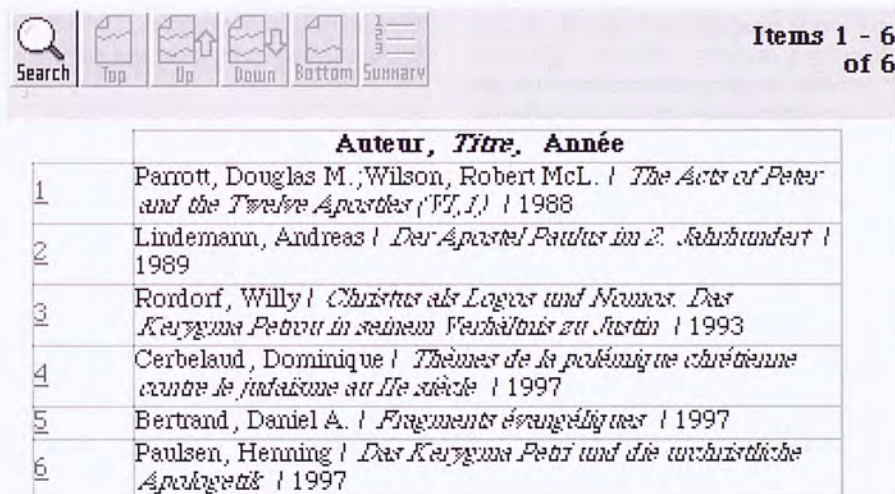 Items 1 - 6
of 6
Search Top Up Down Bottom Summary
Auteur, Titre, Année
1 Parrott, Douglas M.;Wilson, Robert McL. / The Acts of Peter
and the Twelve Apostles (VI,1) / 1988
2 Lindemann, Andreas / Der Apostel Paulus im 2. Jahrhundert /
1989
3 Rordorf, Willy / Christus als Logos und Nomos. Das
Kerygma Petrou in seinem Verhältnis zu Justin / 1993
4 Cerbelaud, Dominique / Thèmes de la polémique chrétienne
contre le judaïsme au IIe siècle / 1997
5 Bertrand, Daniel A. / Fragments évangéliques / 1997
6 Paulsen, Henning / Das Kerygma Petri und die urchristliche
Apologetik / 1997